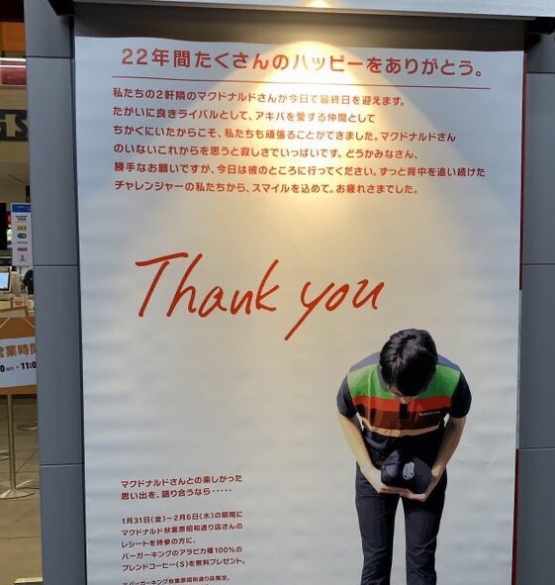 22年間たくさんのハッピーをありがとう。
私たちの2軒隣のマクドナルドさんが今日で最終日を迎えます。
たがいに良きライバルとして、アキバを愛する仲間として
ちかくにいたからこそ、私たちも頑張ることができました。マクドナルドさん
のいないこれからを思うと寂しさでいっぱいです。どうかみなさん、
勝手なお願いですが、今日は彼のところに行ってください。ずっと背中を追い続けた
チャレンジャーの私たちから、スマイルを込めて。お疲れさまでした。
Thank you
営業時間
マクドナルドさんとの楽しかった
思い出を、語り合うなら-----
1月31日(金)~2月6日(木)の期間に
マクドナルド秋葉原昭和通り店さんの
レシートを持参の方に、
バーガーキングのアラビカ種100%の
ブレンドコーヒー(S)を無料プレゼント。